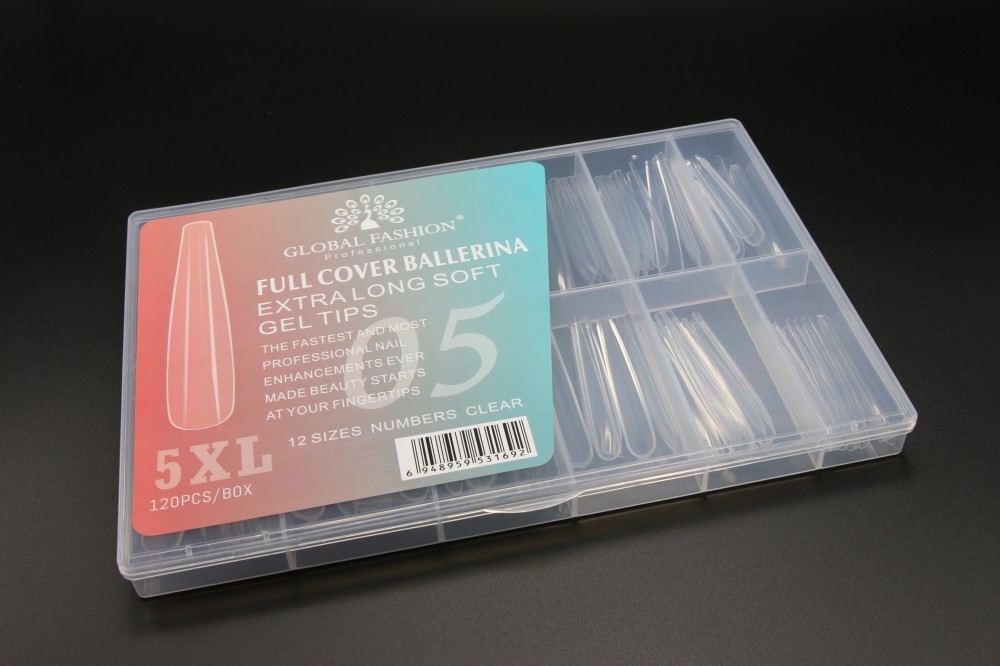 GLOBAL FASHION®
Professional
FULL COVER BALLERINA
EXTRA LONG SOFT
GEL TIPS
05
THE FASTEST AND MOST
PROFESSIONAL NAIL
ENHANCEMENTS EVER
MADE BEAUTY STARTS
AT YOUR FINGERTIPS
12 SIZES NUMBERS CLEAR
5XL
120PCS/BOX
6 948959 531692